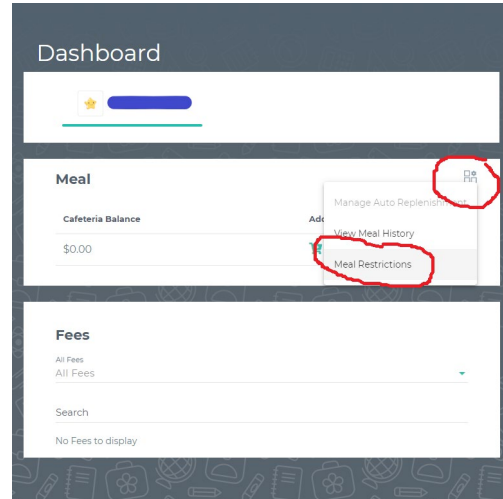 Dashboard
Meal
Manage Auto Replenishment
Cafeteria Balance
View Meal History
$0.00
Meal Restrictions
Fees
All Fees
All Fees
Search
No Fees to display